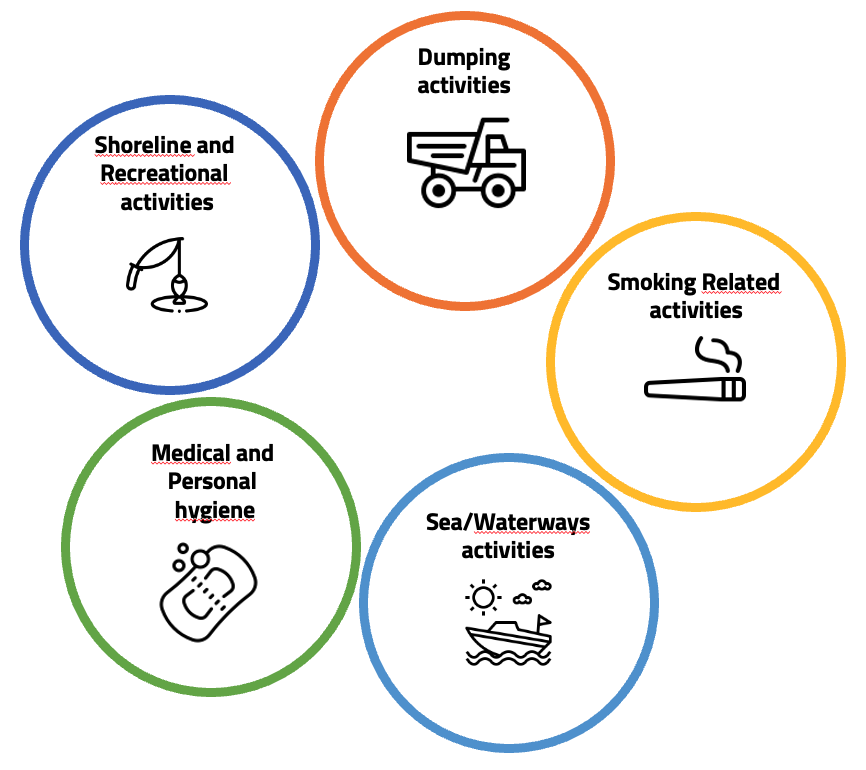 Dumping
activities
Shoreline and
Recreational
activities
Smoking Related
activities
Medical and
Personal
hygiene
Sea/Waterways
activities